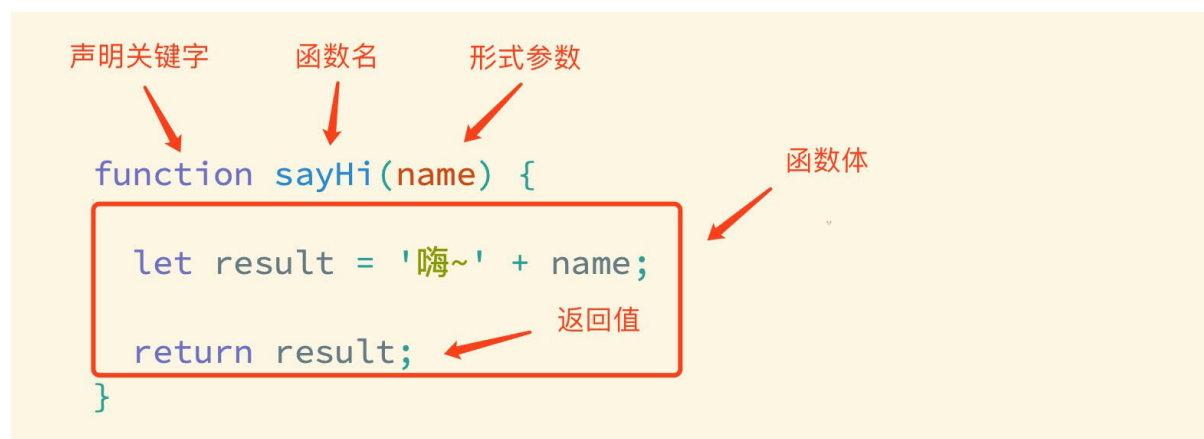 声明关键字 函数名 形式参数
函数体
function sayHi(name) {
let result = '嗨~' + name;
返回值
return result;
}